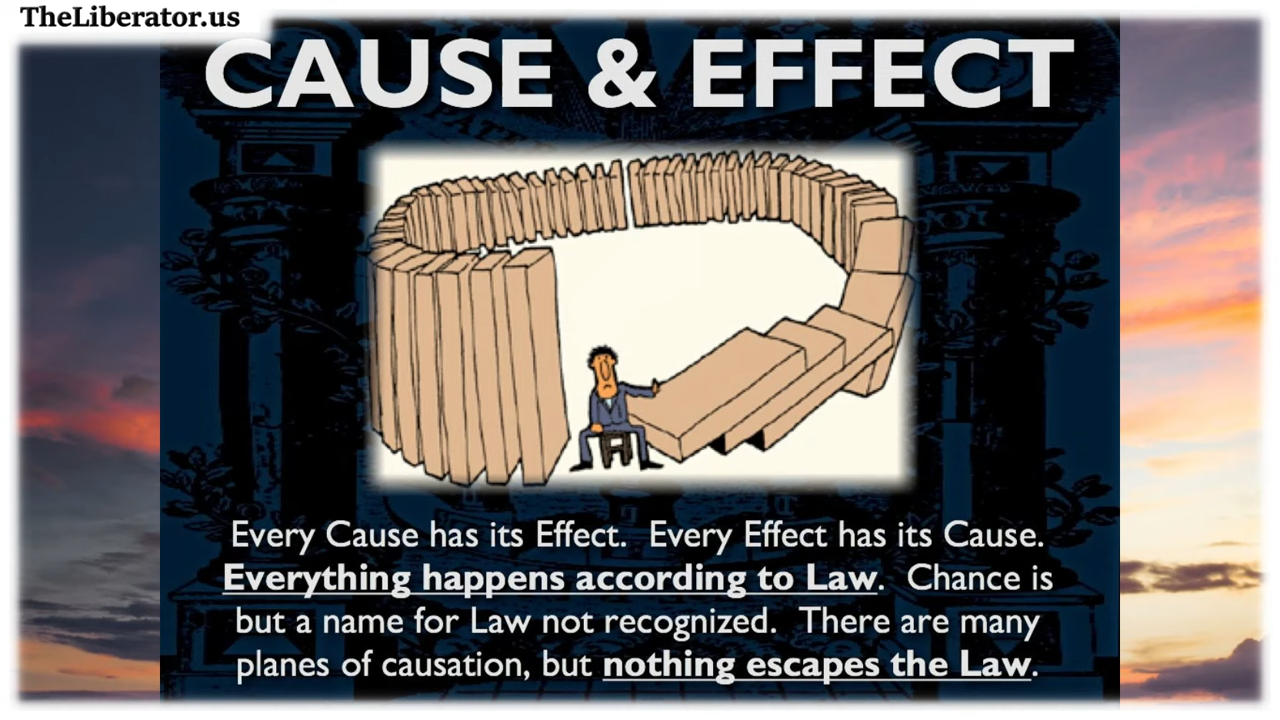 TheLiberator.us
CAUSE & EFFECT
Every Cause has its Effect.  Every Effect has its Cause.
Everything happens according to Law.  Chance is
but a name for Law not recognized.  There are many
planes of causation, but nothing escapes the Law.